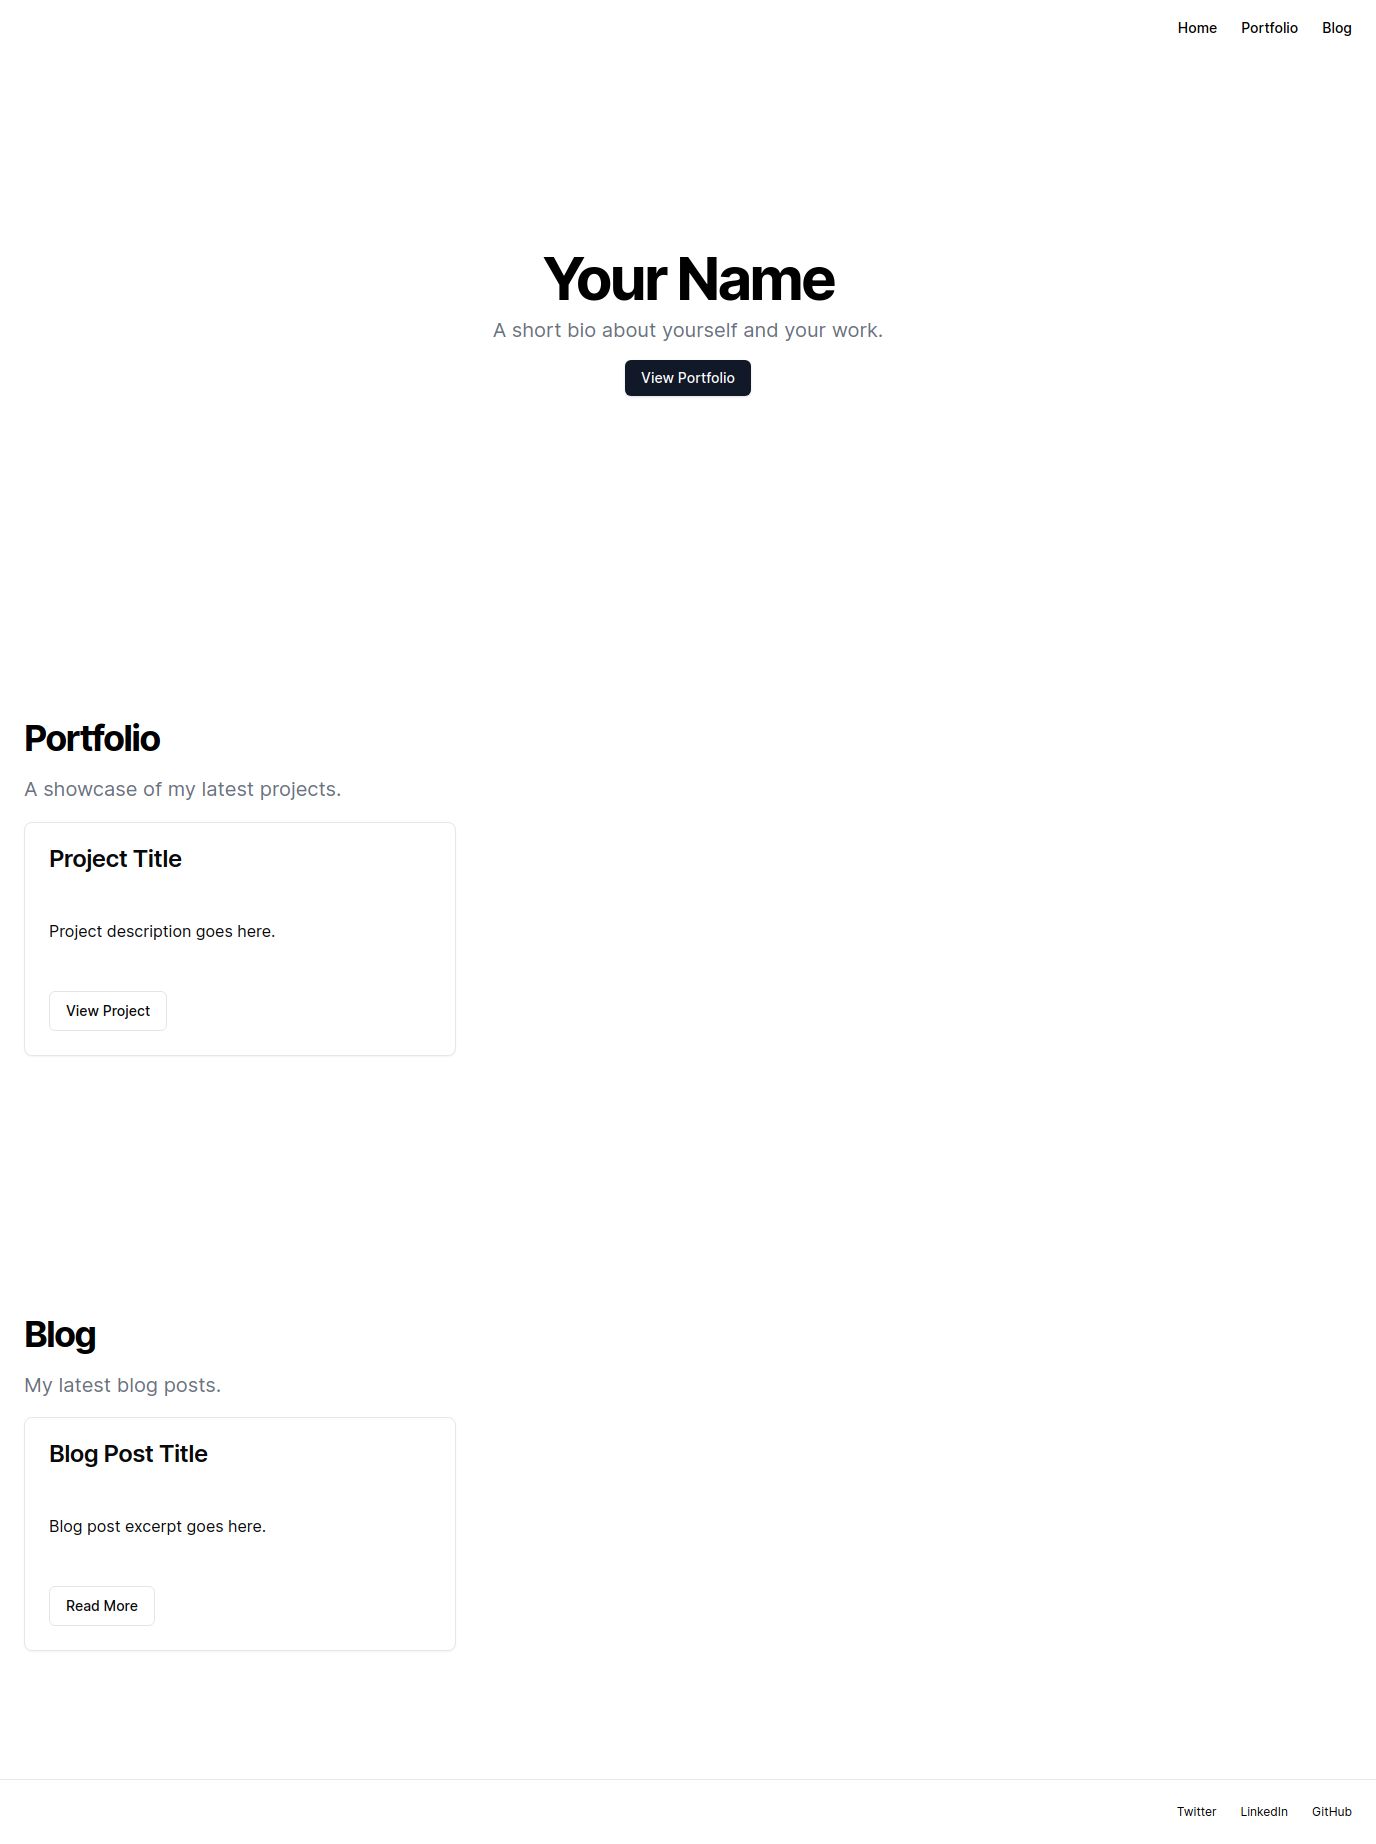 Home Portfolio Blog
Your Name
A short bio about yourself and your work.
View Portfolio
Portfolio
A showcase of my latest projects.
Project Title
Project description goes here.
View Project
Blog
My latest blog posts.
Blog Post Title
Blog post excerpt goes here.
Read More
Twitter LinkedIn GitHub